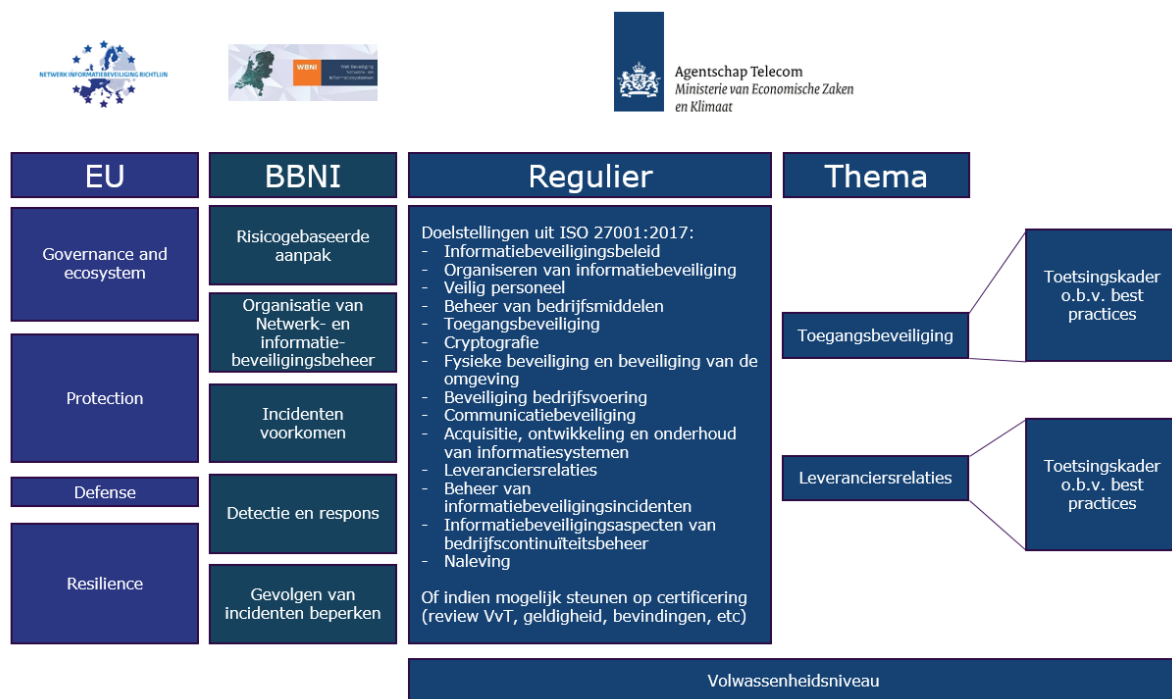 NETWERK INFORMATIEBEVEILIGING RICHTLIJN
WBNI
Wet Beveiliging
Netwerk- en
Informatiesystemen
Agentschap Telecom
Ministerie van Economische Zaken
en Klimaat
EU
BBNI
Regulier
Thema
Governance and
ecosystem
Protection
Defense
Resilience
Risicogebaseerde
aanpak
Organisatie van
Netwerk- en
informatie-
beveiligingsbeheer
Incidenten
voorkomen
Detectie en respons
Gevolgen van
incidenten beperken
Doelstellingen uit ISO 27001:2017:
- Informatiebeveiligingsbeleid
- Organiseren van informatiebeveiliging
- Veilig personeel
- Beheer van bedrijfsmiddelen
- Toegangsbeveiliging
- Cryptografie
- Fysieke beveiliging en beveiliging van de
omgeving
- Beveiliging bedrijfsvoering
- Communicatiebeveiliging
- Acquisitie, ontwikkeling en onderhoud
van informatiesystemen
- Leveranciersrelaties
- Beheer van
informatiebeveiligingsincidenten
- Informatiebeveiligingsaspecten van
bedrijfscontinuïteitsbeheer
- Naleving
Of indien mogelijk steunen op certificering
(review VvT, geldigheid, bevindingen, etc)
Toegangsbeveiliging
Toetsingskader
o.b.v. best
practices
Leveranciersrelaties
Toetsingskader
o.b.v. best
practices
Volwassenheidsniveau